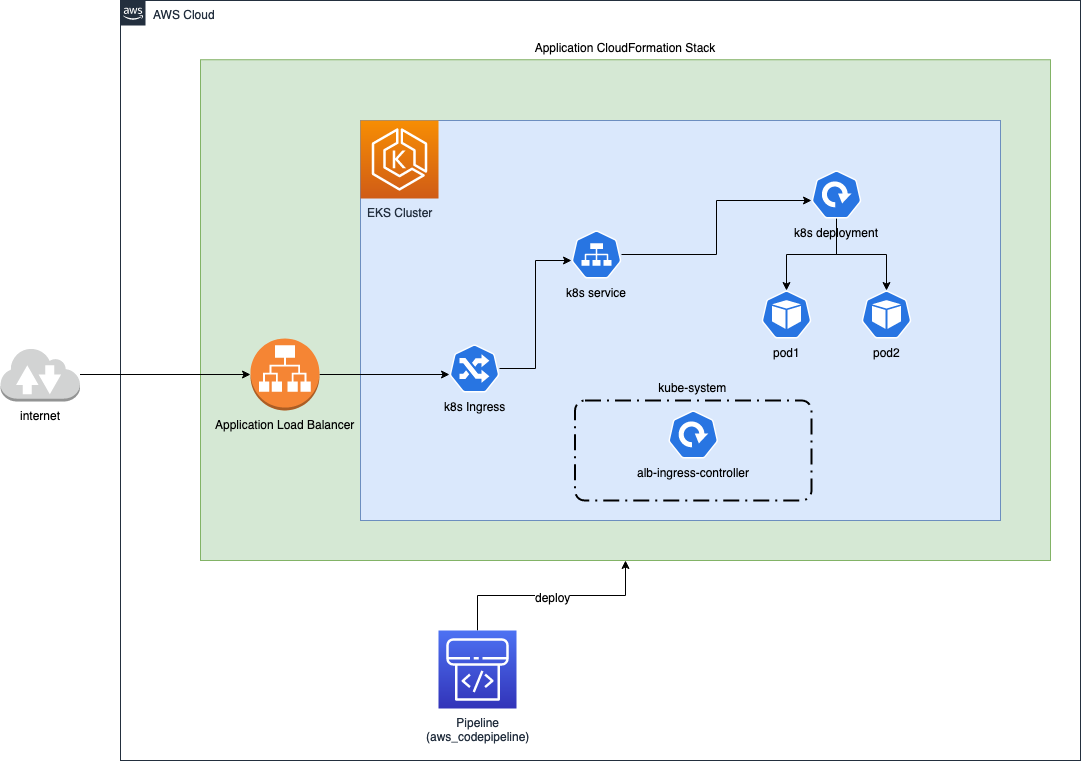 aws
AWS Cloud
Application CloudFormation Stack
K
EKS Cluster
k8s deployment
k8s service
pod1
pod2
k8s Ingress
internet
Application Load Balancer
kube-system
alb-ingress-controller
deploy
</>
Pipeline
(aws_codepipeline)